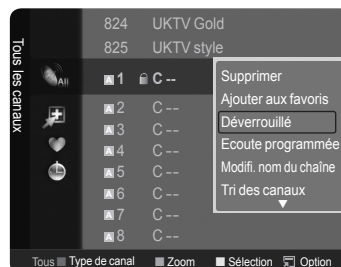 Tous les canaux
824 UKTV Gold
825 UKTV style
All
A 1 C --
A 2 C --
A 3 C --
A 4 C --
A 5 C --
A 6 C --
A 7 C --
A 8 C --
Supprimer
Ajouter aux favoris
Déverrouillé
Ecoute programmée
Modifi. nom du chaîne
Tri des canaux
Tous Type de canal Zoom Sélection Option